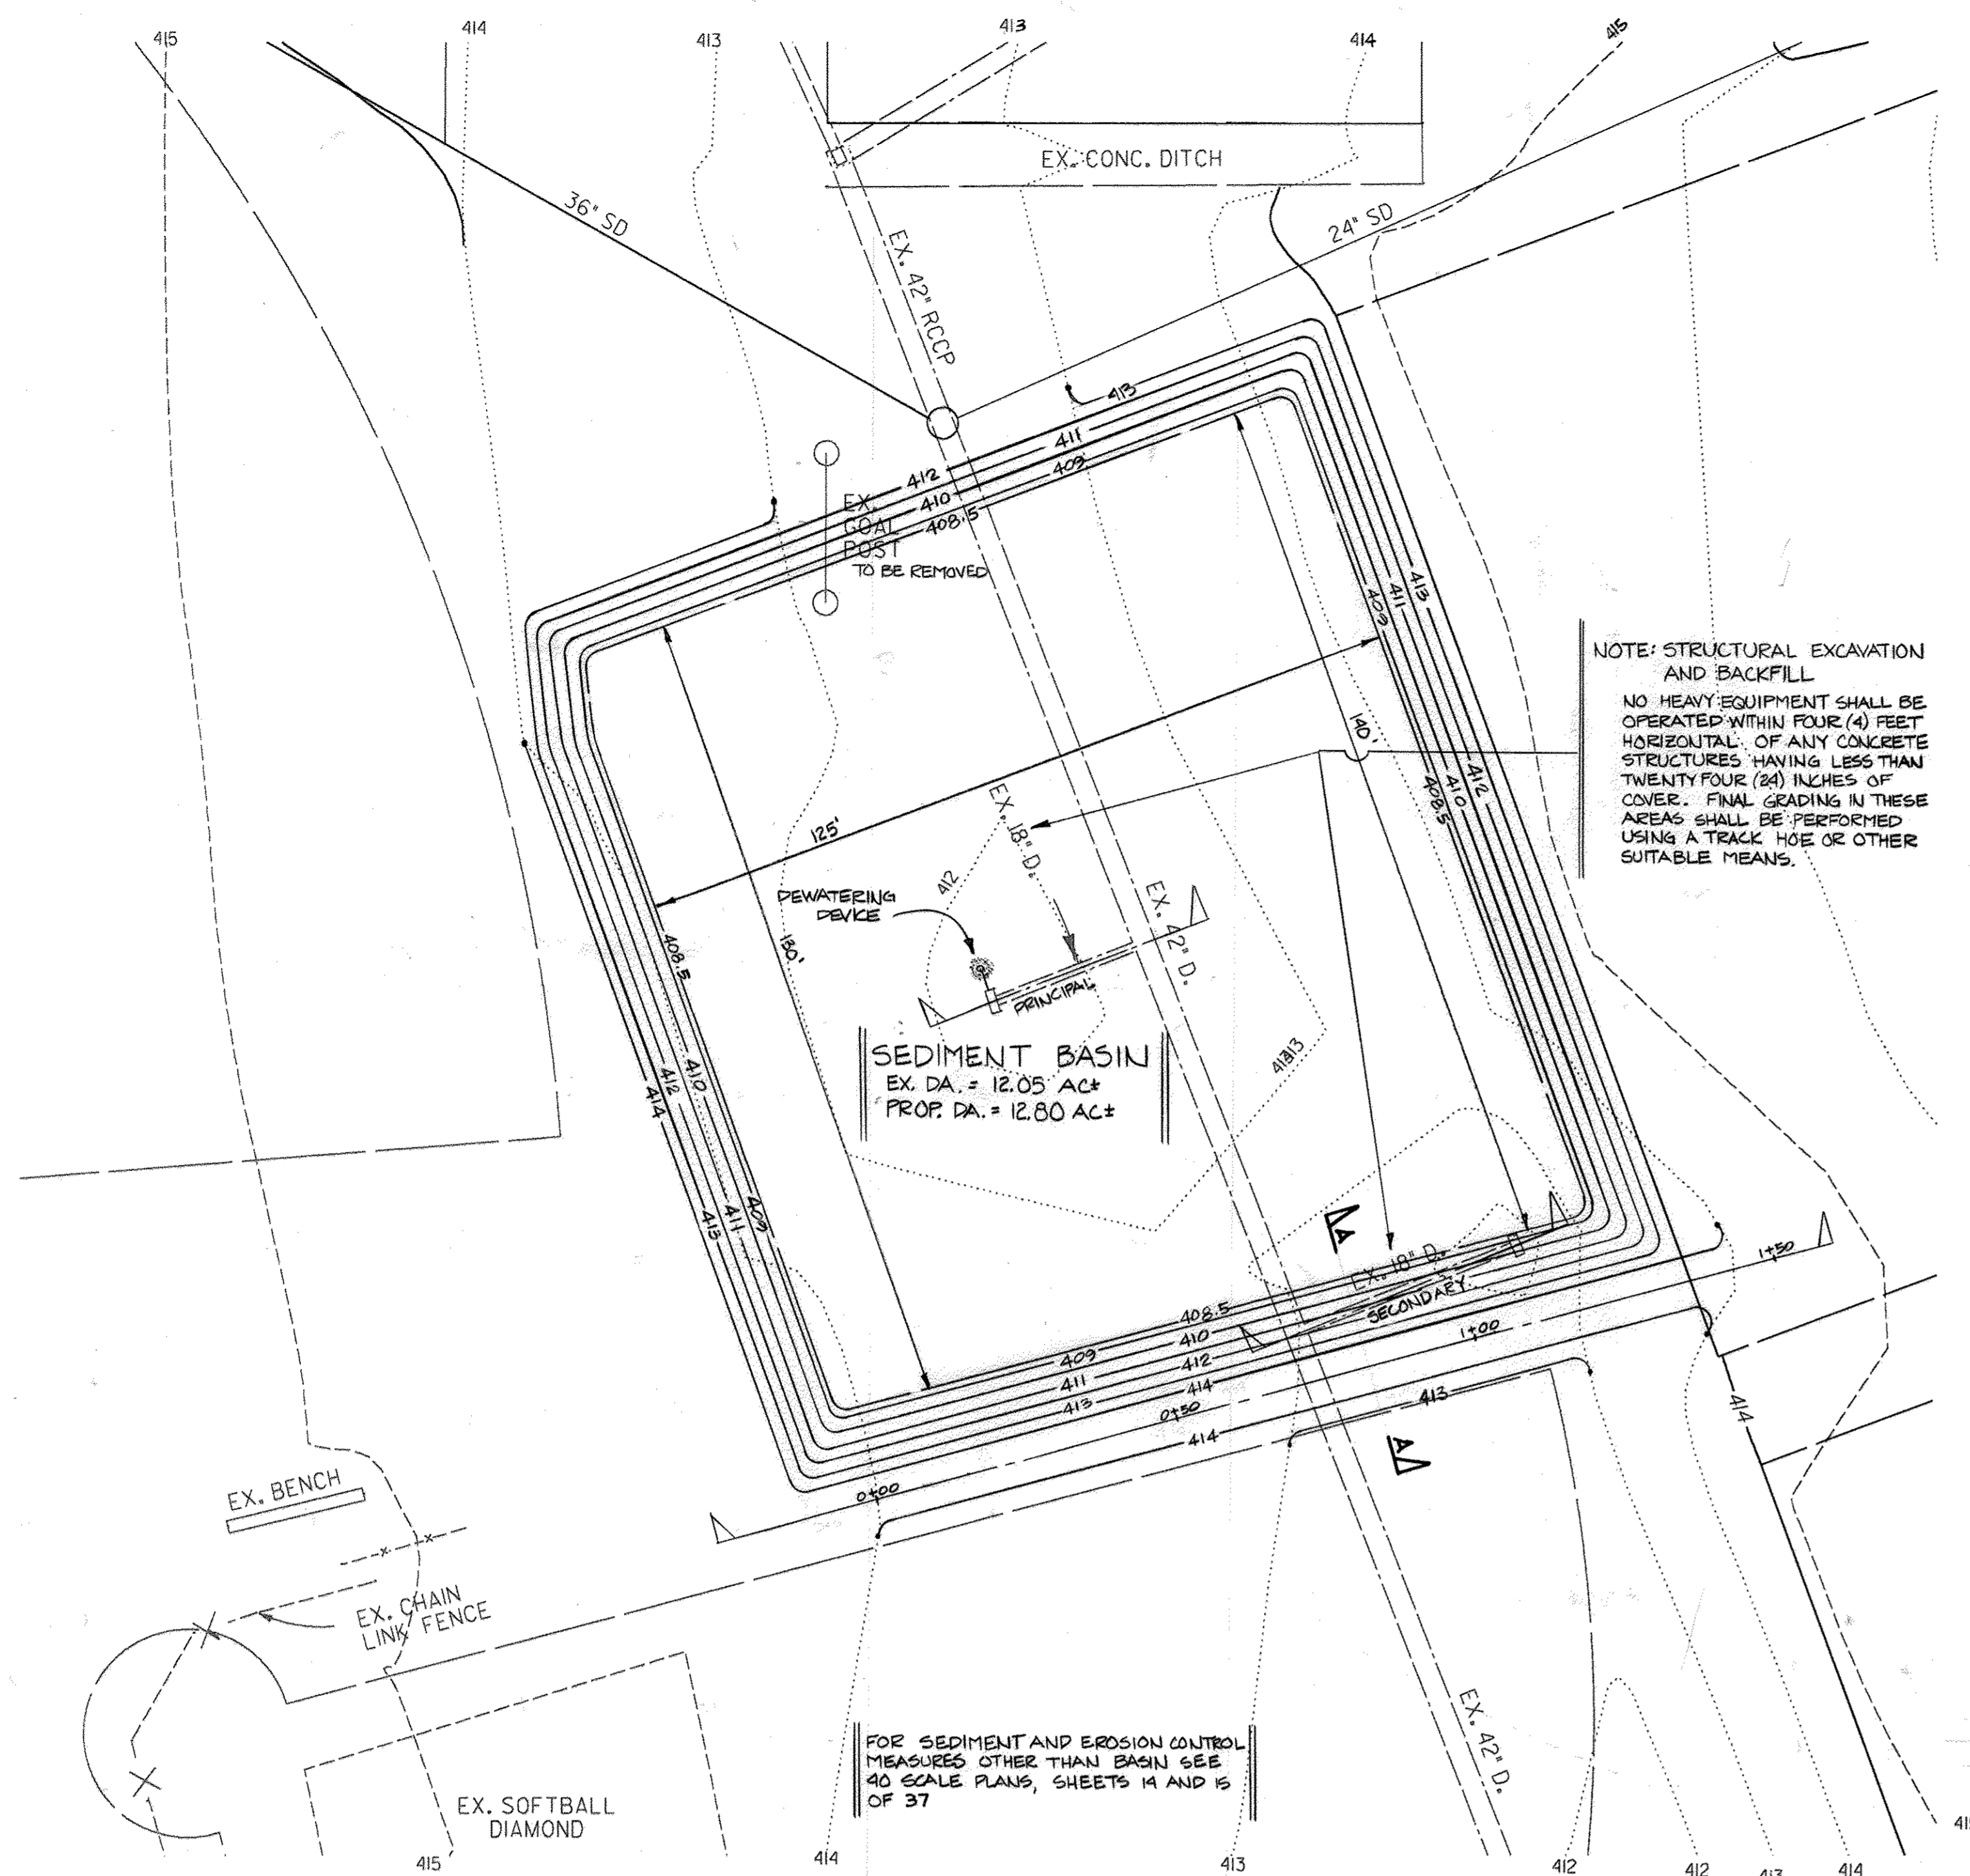 415
414
413
413
414
415
EX. CONC. DITCH
36" SD
24" SD
EX. 42" RCCP
413
411
409
412
410
408.5
EX.
GOAL
POST
TO BE REMOVED
413
411
409
412
410
408.5
NOTE: STRUCTURAL EXCAVATION
AND BACKFILL
NO HEAVY EQUIPMENT SHALL BE
OPERATED WITHIN FOUR (4) FEET
HORIZONTAL OF ANY CONCRETE
STRUCTURES HAVING LESS THAN
TWENTY FOUR (24) INCHES OF
COVER. FINAL GRADING IN THESE
AREAS SHALL BE PERFORMED
USING A TRACK HOE OR OTHER
SUITABLE MEANS.
140'
125'
130'
EX. 18" D.
412
DEWATERING
DEVICE
EX. 42" D.
PRINCIPAL
408.5
410
412
414
SEDIMENT BASIN
EX. DA. = 12.05 AC±
PROP. DA. = 12.80 AC±
409
411
413
A
EX. 18" D.
SECONDARY
1+50
408.5
410
412
414
1+00
409
411
413
0+50
414
413
414
A
0+00
EX. BENCH
EX. CHAIN
LINK FENCE
EX. 42" D.
FOR SEDIMENT AND EROSION CONTROL
MEASURES OTHER THAN BASIN SEE
40 SCALE PLANS, SHEETS 14 AND 15
OF 37
EX. SOFTBALL
DIAMOND
415
414
413
412
412
413
414